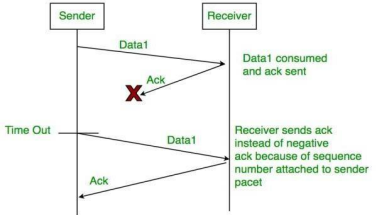 Sender
Receiver
Data1
Data1 consumed
and ack sent
Ack
X
Time Out
Data1
Receiver sends ack
instead of negative
ack because of sequence
number attached to sender
pacet
Ack